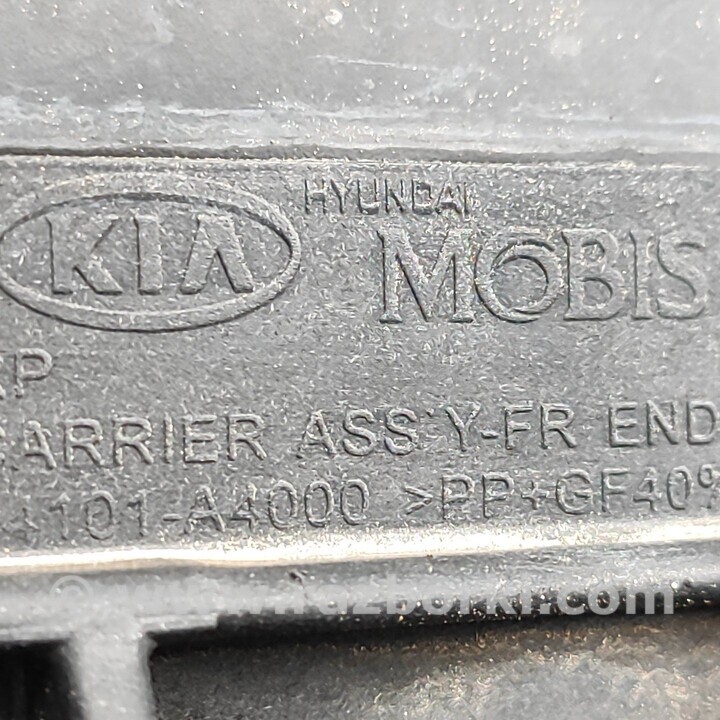 HYUNDAI
KIA MOBIS
ARRIER ASS'Y-FR END
101-A4000 >PP+GF40%